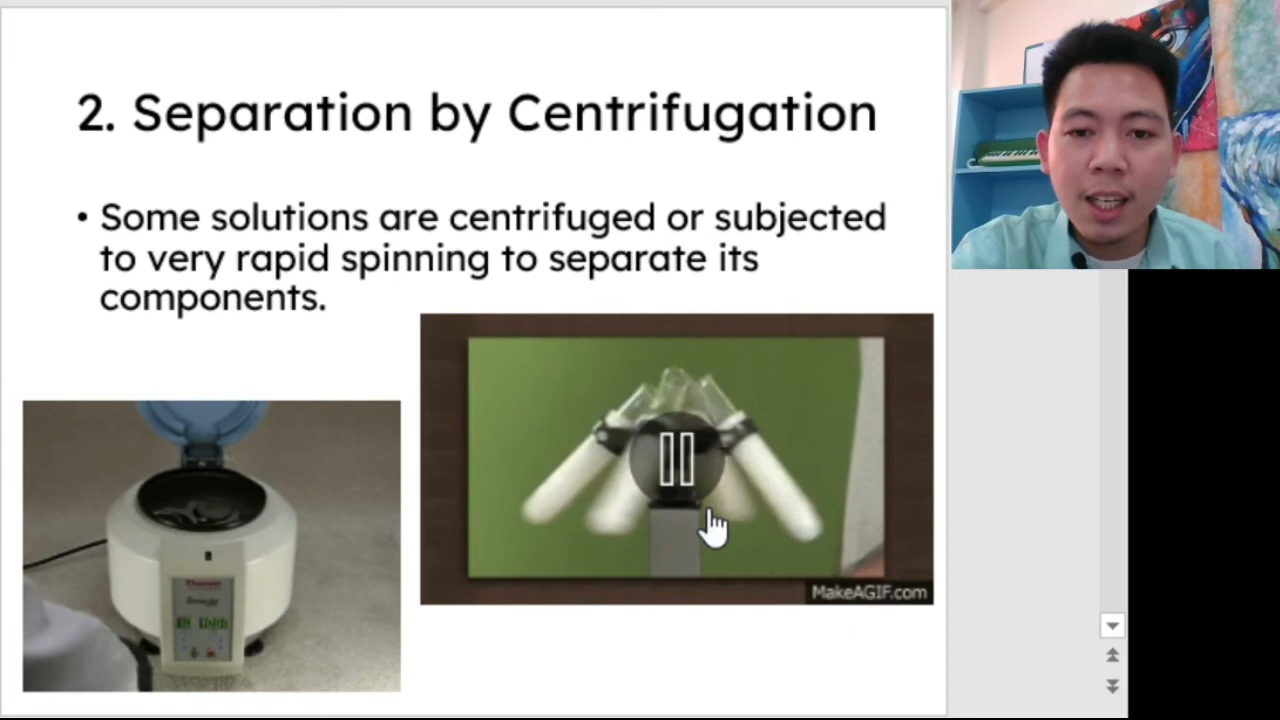 2. Separation by Centrifugation
• Some solutions are centrifuged or subjected
to very rapid spinning to separate its
components.
MakeAGIF.com